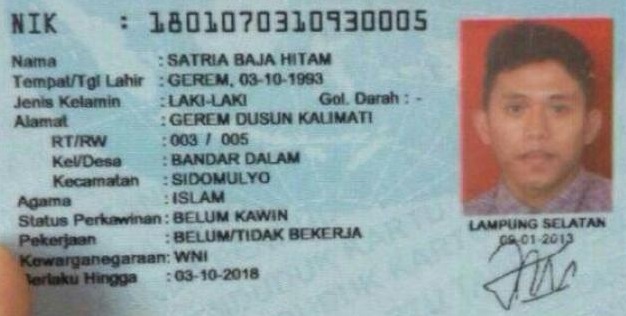 NIK : 1801070310930005
Nama : SATRIA BAJA HITAM
Tempat/Tgl Lahir : GEREM, 03-10-1993
Jenis Kelamin : LAKI-LAKI Gol. Darah : -
Alamat : GEREM DUSUN KALIMATI
RT/RW : 003 / 005
Kel/Desa : BANDAR DALAM
Kecamatan : SIDOMULYO
Agama : ISLAM
Status Perkawinan : BELUM KAWIN
Pekerjaan : BELUM/TIDAK BEKERJA
Kewarganegaraan: WNI
Berlaku Hingga : 03-10-2018
LAMPUNG SELATAN
09-01-2013